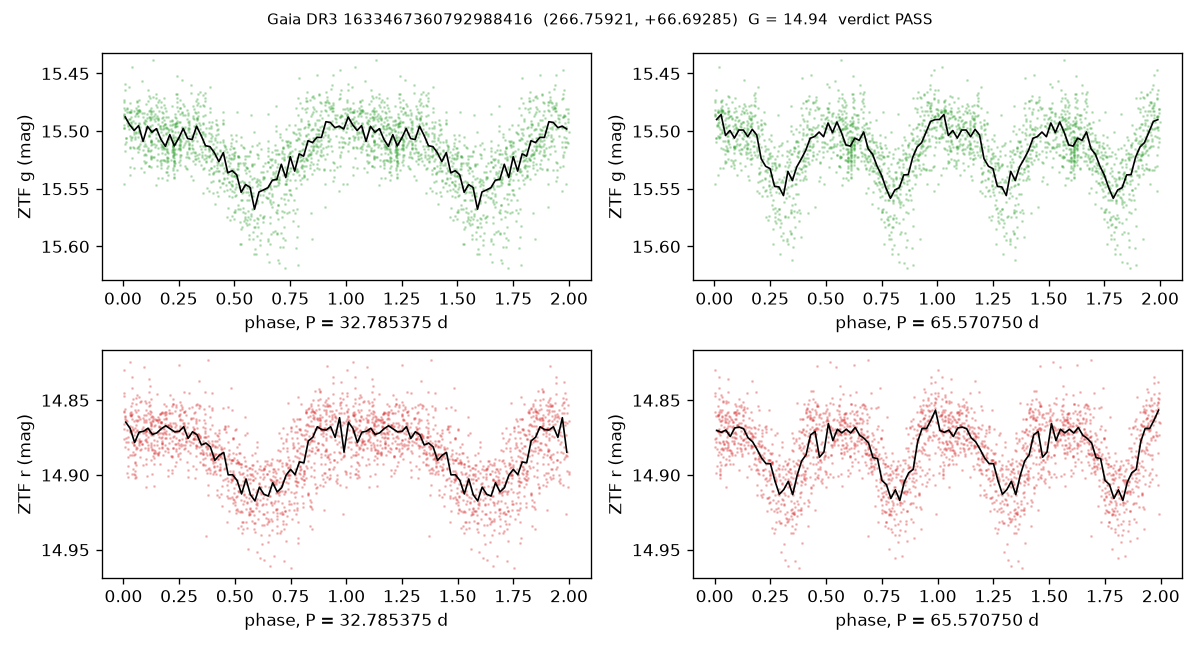 Gaia DR3 1633467360792988416 (266.75921, +66.69285) G = 14.94 verdict PASS
ZTF g (mag)
15.45
15.50
15.55
15.60
0.00 0.25 0.50 0.75 1.00 1.25 1.50 1.75 2.00
phase, P = 32.785375 d
ZTF g (mag)
15.45
15.50
15.55
15.60
0.00 0.25 0.50 0.75 1.00 1.25 1.50 1.75 2.00
phase, P = 65.570750 d
ZTF r (mag)
14.85
14.90
14.95
0.00 0.25 0.50 0.75 1.00 1.25 1.50 1.75 2.00
phase, P = 32.785375 d
ZTF r (mag)
14.85
14.90
14.95
0.00 0.25 0.50 0.75 1.00 1.25 1.50 1.75 2.00
phase, P = 65.570750 d